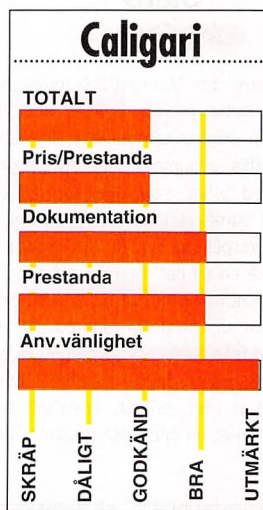 Caligari
TOTALT
Pris/Prestanda
Dokumentation
Prestanda
Anv.vänlighet
SKRÄP
DÅLIGT
GODKÄND
BRA
UTMÄRKT